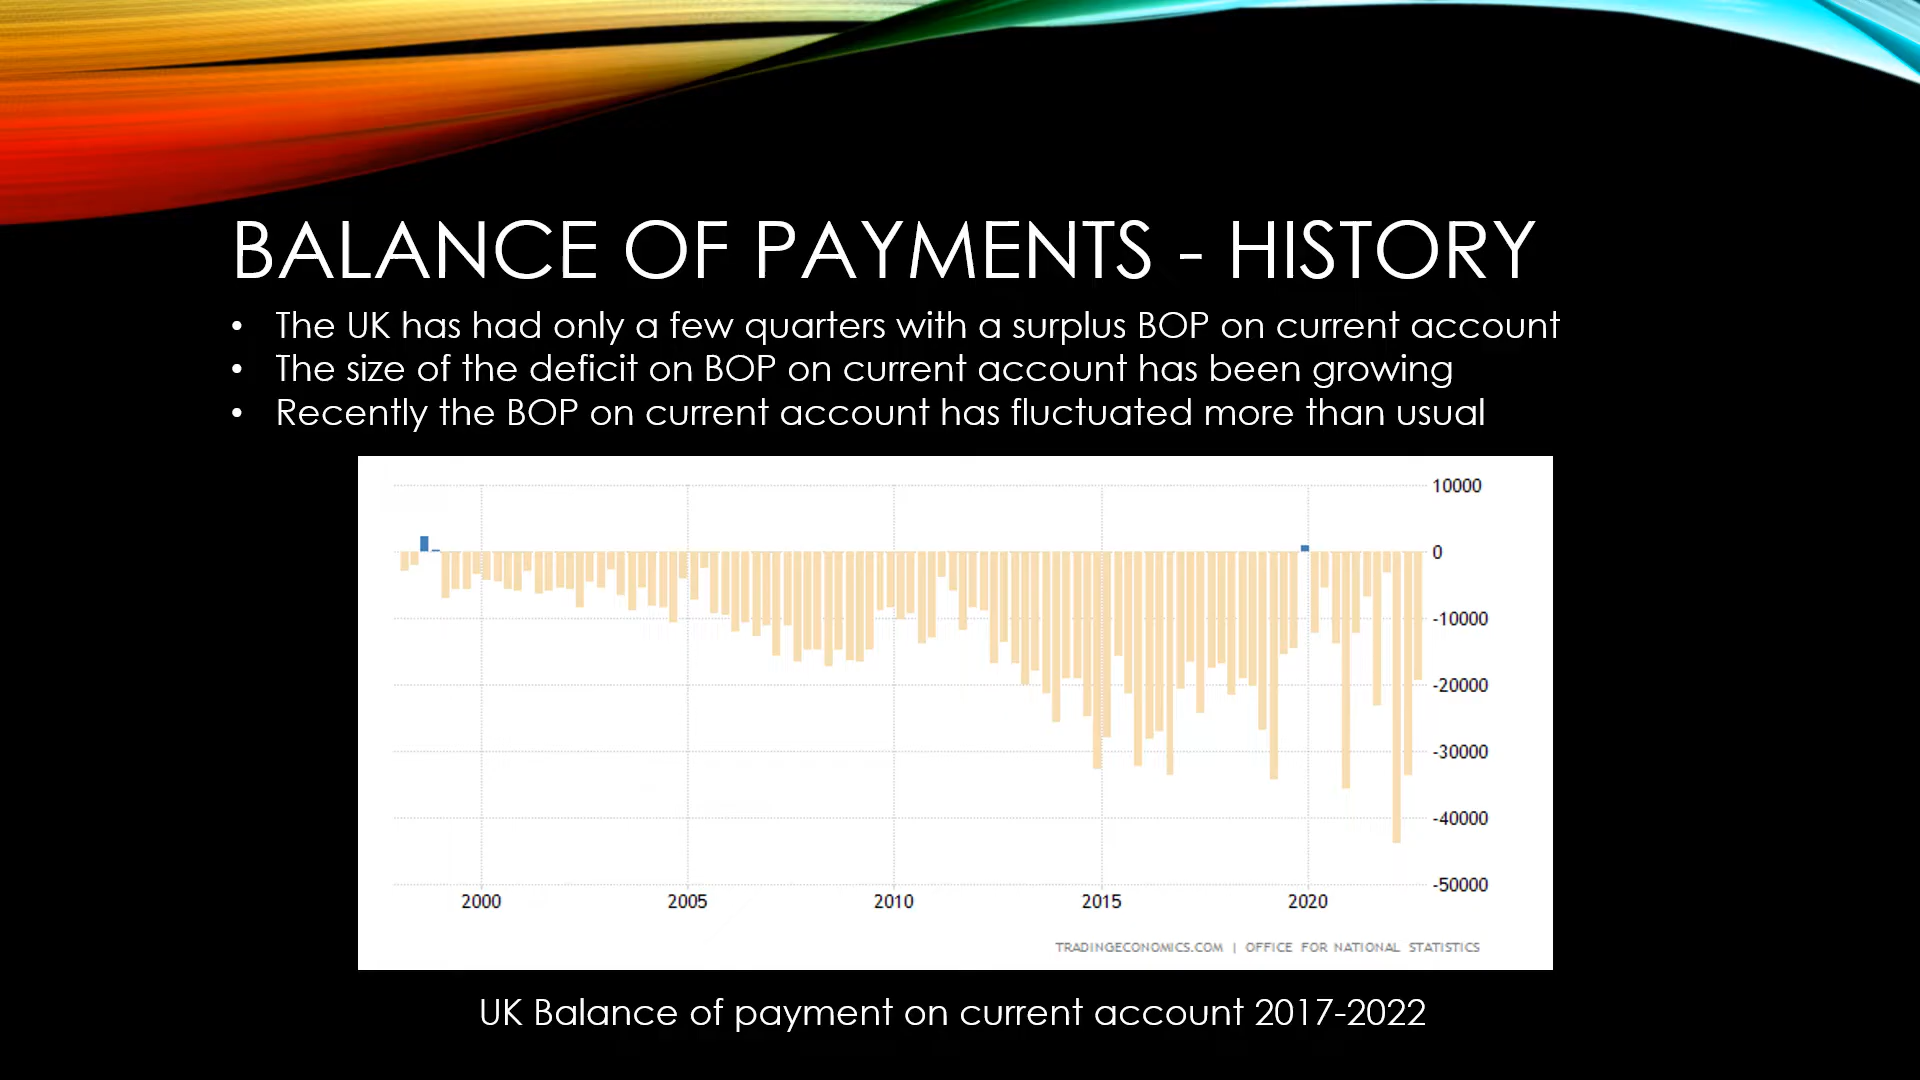 BALANCE OF PAYMENTS - HISTORY
• The UK has had only a few quarters with a surplus BOP on current account
• The size of the deficit on BOP on current account has been growing
• Recently the BOP on current account has fluctuated more than usual
10000
0
-10000
-20000
-30000
-40000
-50000
2000 2005 2010 2015 2020
TRADINGECONOMICS.COM | OFFICE FOR NATIONAL STATISTICS
UK Balance of payment on current account 2017-2022